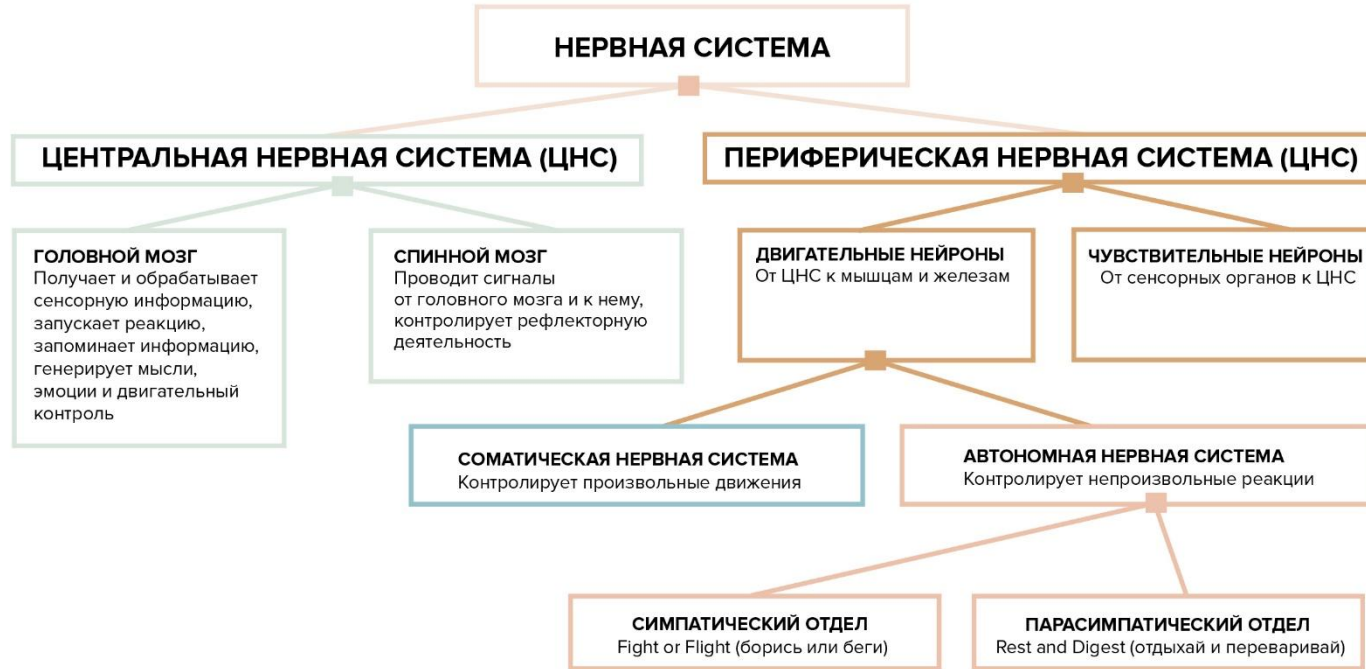 НЕРВНАЯ СИСТЕМА
ЦЕНТРАЛЬНАЯ НЕРВНАЯ СИСТЕМА (ЦНС)
ПЕРИФЕРИЧЕСКАЯ НЕРВНАЯ СИСТЕМА (ЦНС)
ГОЛОВНОЙ МОЗГ
Получает и обрабатывает
сенсорную информацию,
запускает реакцию,
запоминает информацию,
генерирует мысли,
эмоции и двигательный
контроль
СПИННОЙ МОЗГ
Проводит сигналы
от головного мозга и к нему,
контролирует рефлекторную
деятельность
ДВИГАТЕЛЬНЫЕ НЕЙРОНЫ
От ЦНС к мышцам и железам
ЧУВСТВИТЕЛЬНЫЕ НЕЙРОНЫ
От сенсорных органов к ЦНС
СОМАТИЧЕСКАЯ НЕРВНАЯ СИСТЕМА
Контролирует произвольные движения
АВТОНОМНАЯ НЕРВНАЯ СИСТЕМА
Контролирует непроизвольные реакции
СИМПАТИЧЕСКИЙ ОТДЕЛ
Fight or Flight (борись или беги)
ПАРАСИМПАТИЧЕСКИЙ ОТДЕЛ
Rest and Digest (отдыхай и переваривай)